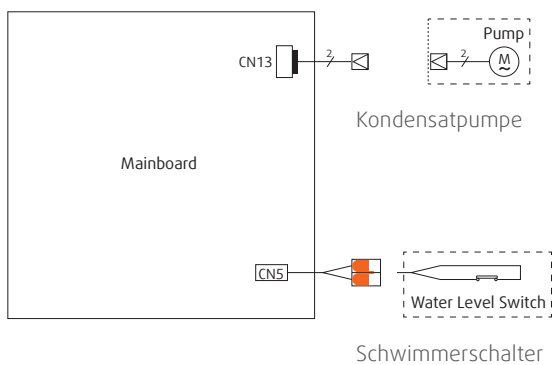 Pump
CN13
2
2
M
~
Kondensatpumpe
Mainboard
CN5
Water Level Switch
Schwimmerschalter